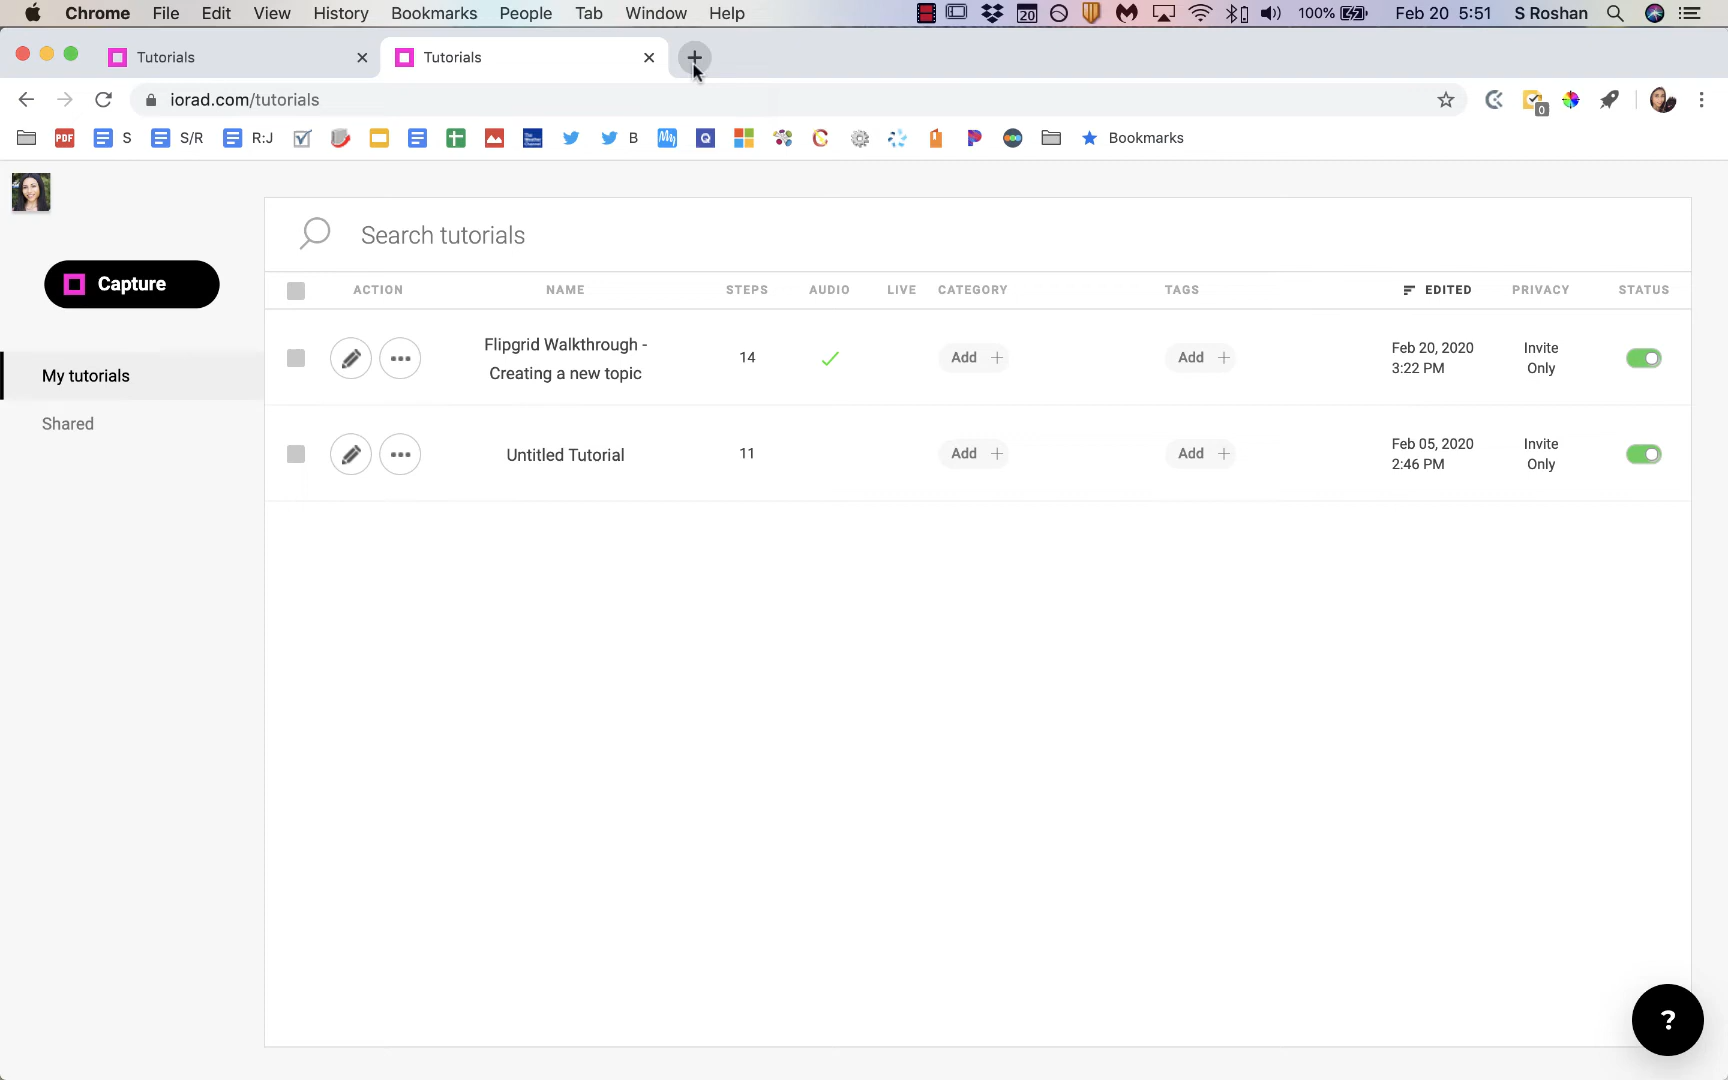 Chrome File Edit View History Bookmarks People Tab Window Help 20 100% Feb 20 5:51 S Roshan
Tutorials Tutorials
iorad.com/tutorials 0
PDF S S/R R:J My Q B Bookmarks
Search tutorials
Capture
ACTION NAME STEPS AUDIO LIVE CATEGORY TAGS EDITED PRIVACY STATUS
Flipgrid Walkthrough -
Creating a new topic
14 Add + Add +
Feb 20, 2020
3:22 PM
Invite
Only
My tutorials
Shared
Untitled Tutorial 11 Add + Add +
Feb 05, 2020
2:46 PM
Invite
Only
?